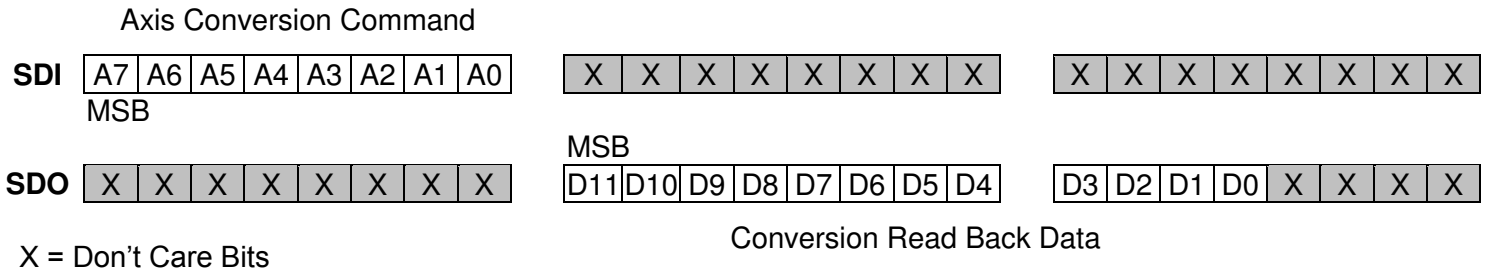 Axis Conversion Command
SDI A7 A6 A5 A4 A3 A2 A1 A0 X X X X X X X X X X X X X X X X
MSB
MSB
SDO X X X X X X X X D11 D10 D9 D8 D7 D6 D5 D4 D3 D2 D1 D0 X X X X
Conversion Read Back Data
X = Don't Care Bits